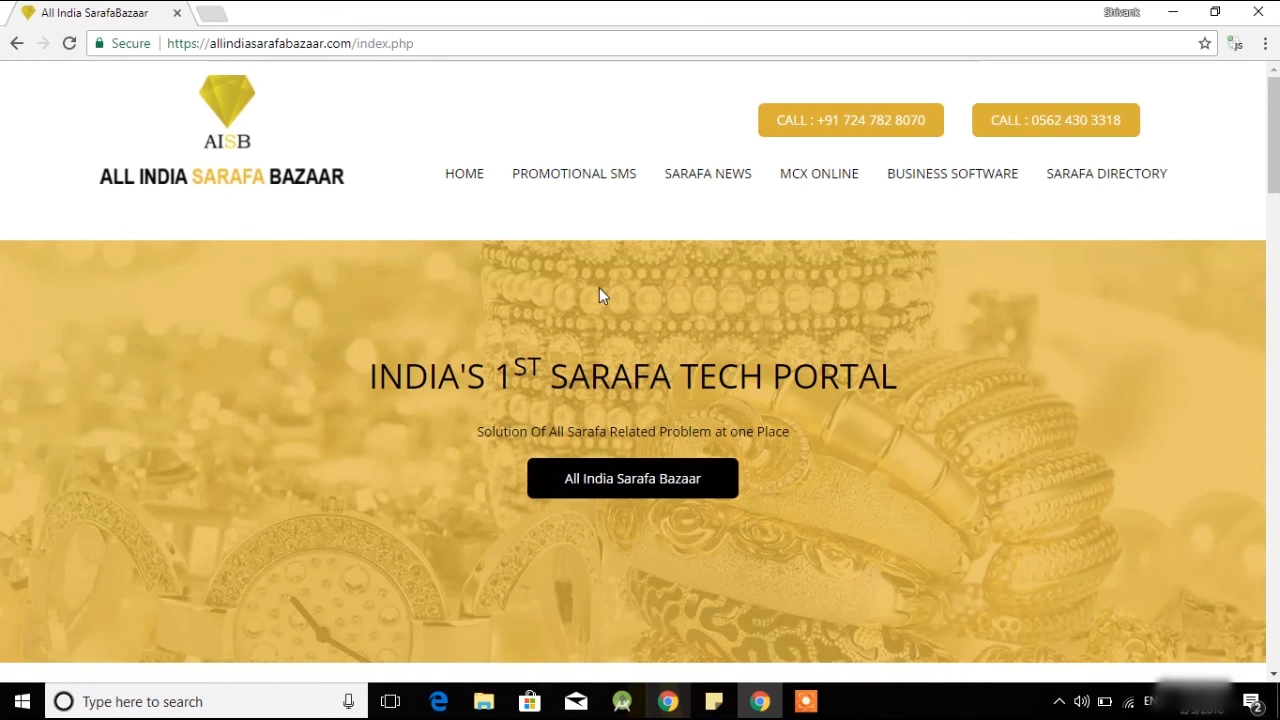 All India SarafaBazaar
Shivank
Secure
https://allindiasarafabazaar.com/index.php
js
AISB
ALL INDIA SARAFA BAZAAR
CALL : +91 724 782 8070
CALL : 0562 430 3318
HOME PROMOTIONAL SMS SARAFA NEWS MCX ONLINE BUSINESS SOFTWARE SARAFA DIRECTORY
INDIA'S 1ST SARAFA TECH PORTAL
Solution Of All Sarafa Related Problem at one Place
All India Sarafa Bazaar
Type here to search
EN
2